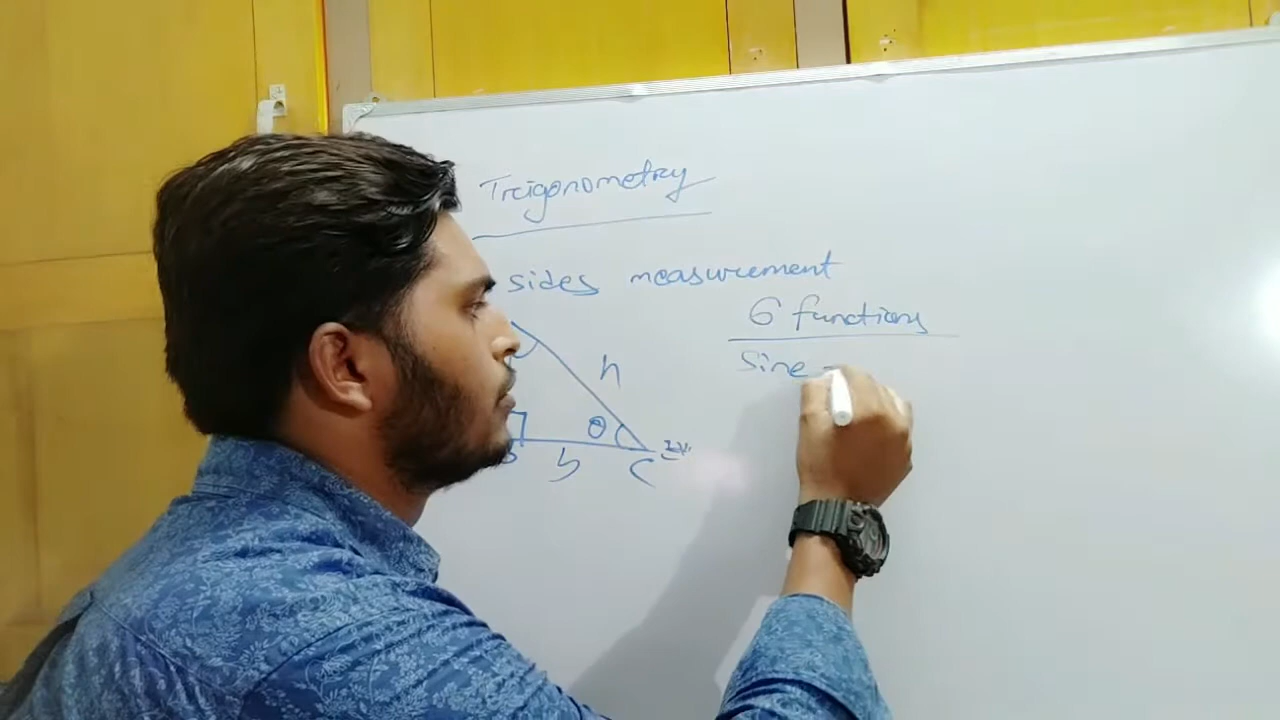 Trigonometry
sides measurement
6 functions
Sine -
h
θ
B
b
C